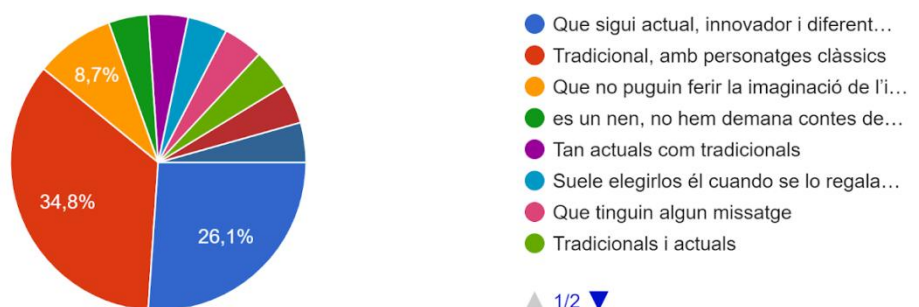 8,7%
34,8%
26,1%
Que sigui actual, innovador i diferent…
Tradicional, amb personatges clàssics
Que no puguin ferir la imaginació de l'i…
es un nen, no hem demana contes de…
Tan actuals com tradicionals
Suele elegirlos él cuando se lo regala…
Que tinguin algun missatge
Tradicionals i actuals
1/2